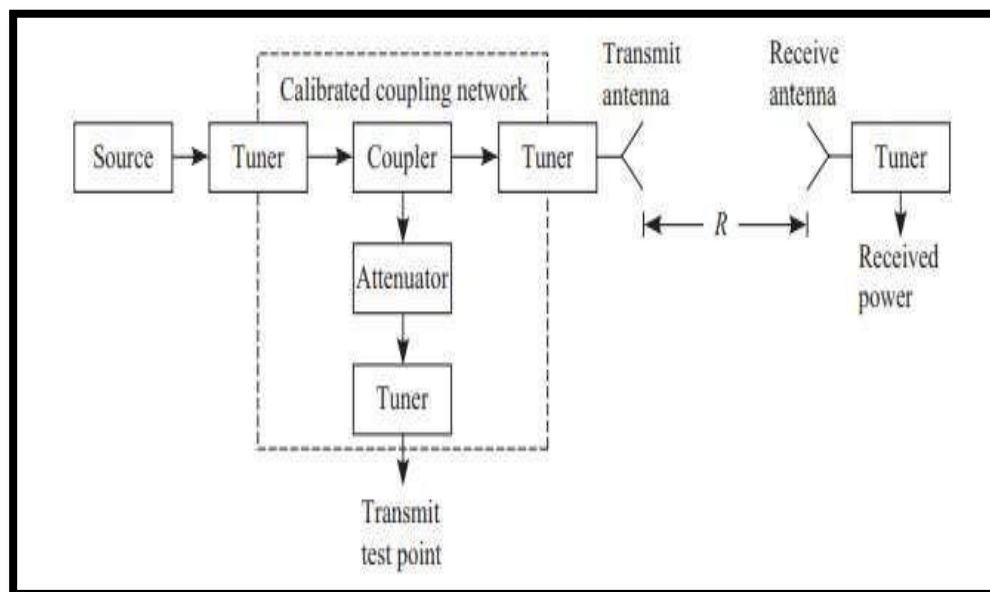 Transmit
antenna
Receive
antenna
Calibrated coupling network
Source
Tuner
Coupler
Tuner
Tuner
R
Attenuator
Received
power
Tuner
Transmit
test point